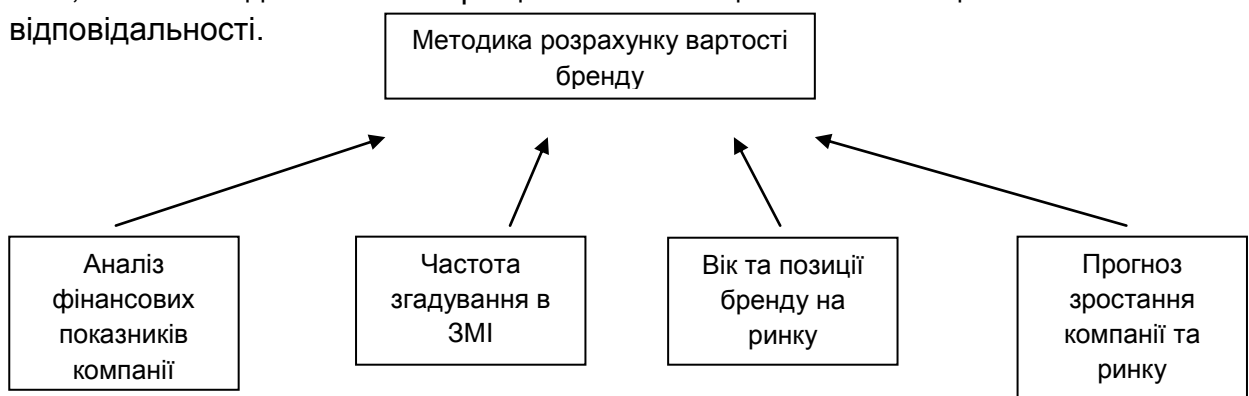 відповідальності.
Методика розрахунку вартості
бренду
Аналіз
фінансових
показників
компанії
Частота
згадування в
ЗМІ
Вік та позиції
бренду на
ринку
Прогноз
зростання
компанії та
ринку